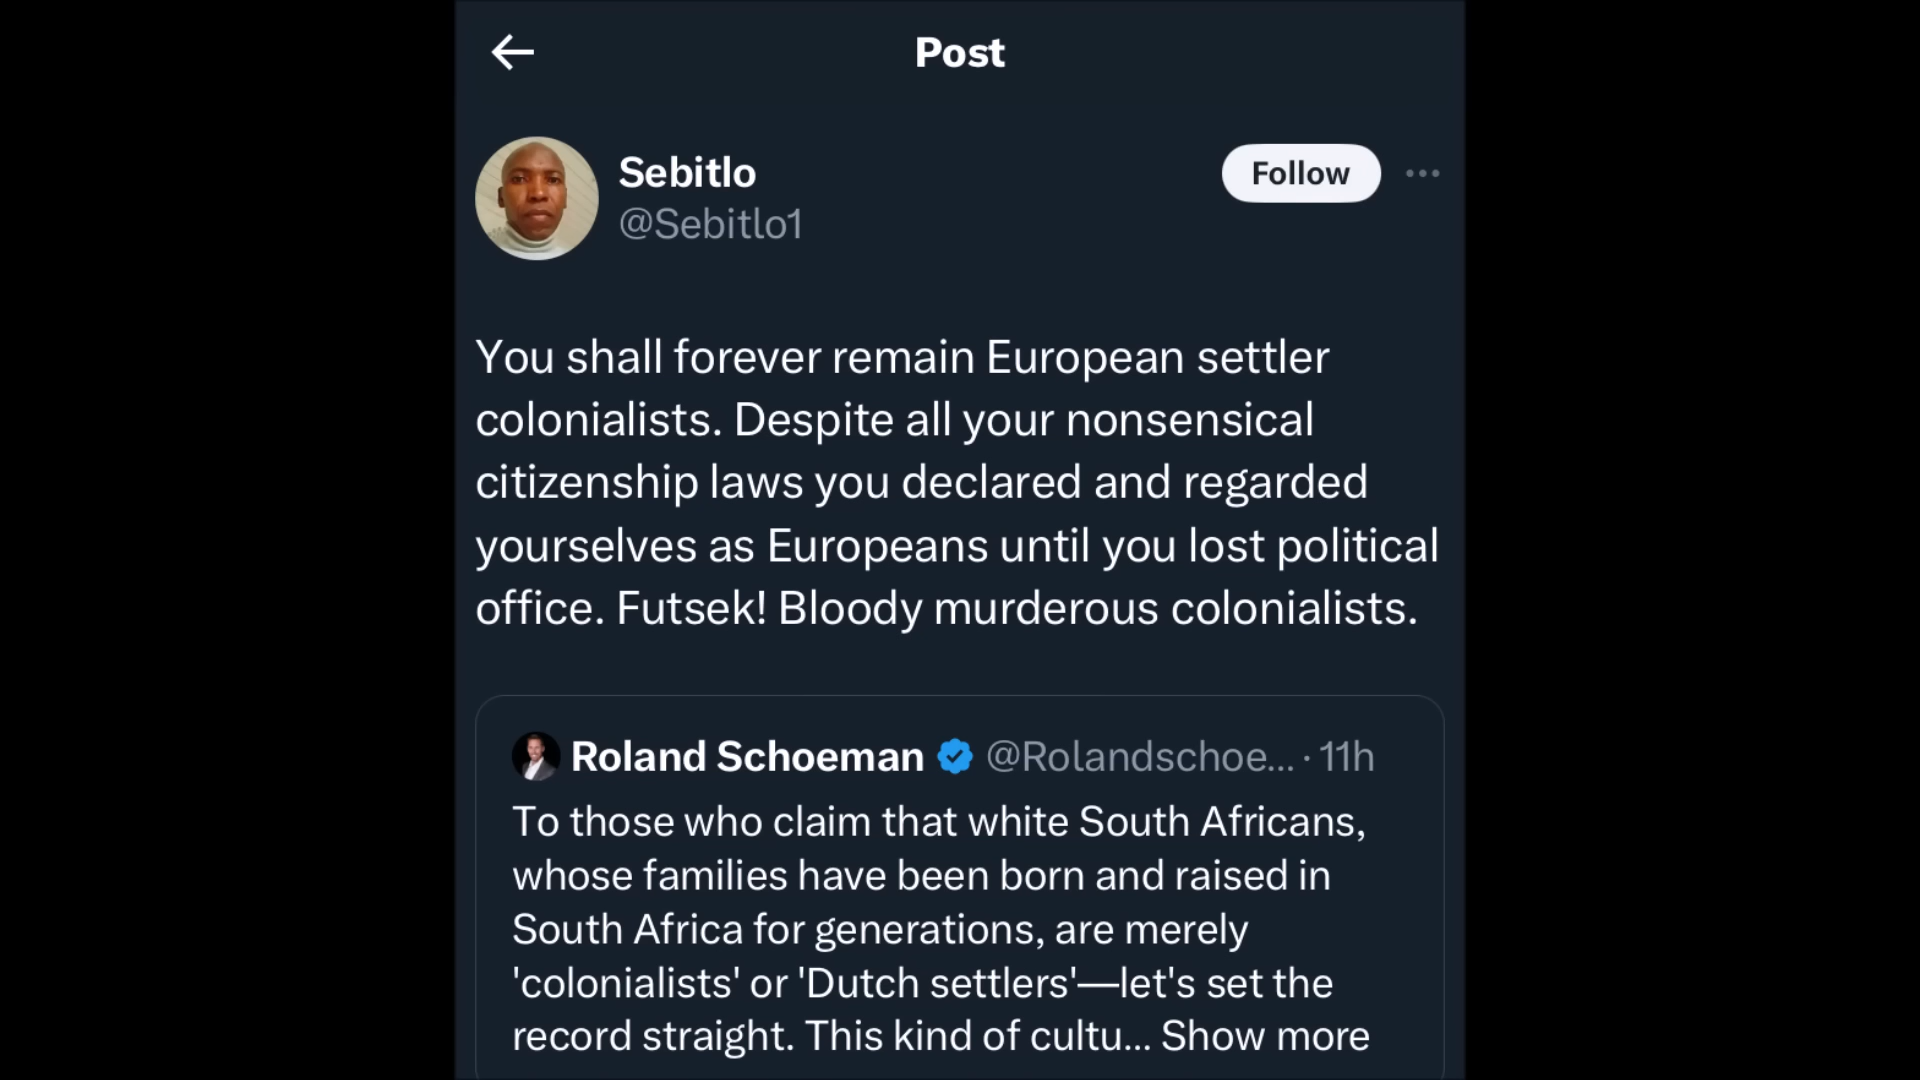 Post
Sebitlo
Follow
@Sebitlo1
You shall forever remain European settler
colonialists. Despite all your nonsensical
citizenship laws you declared and regarded
yourselves as Europeans until you lost political
office. Futsek! Bloody murderous colonialists.
Roland Schoeman @Rolandschoe... · 11h
To those who claim that white South Africans,
whose families have been born and raised in
South Africa for generations, are merely
'colonialists' or 'Dutch settlers'—let's set the
record straight. This kind of cultu... Show more